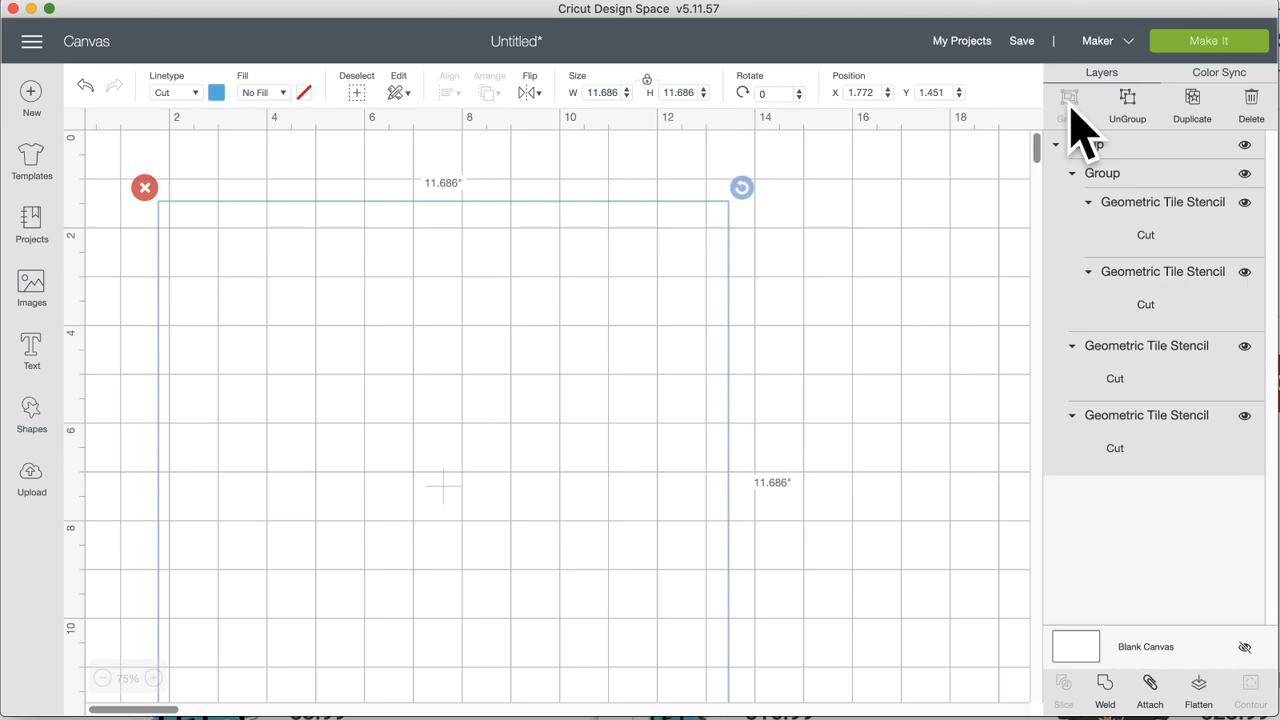 Cricut Design Space v5.11.57
Canvas
Untitled*
My Projects Save | Maker Make It
New
Templates
Projects
Images
Text
Shapes
Upload
Linetype Fill Deselect Edit Align Arrange Flip Size Rotate Position
Cut No Fill W 11.686 H 11.686 0 X 1.772 Y 1.451
Layers Color Sync
UnGroup Duplicate Delete
2 4 6 8 10 12 14 16 18
0
2
4
6
8
10
11.686"
11.686"
75%
Group
Geometric Tile Stencil
Cut
Geometric Tile Stencil
Cut
Geometric Tile Stencil
Cut
Geometric Tile Stencil
Cut
Blank Canvas
Slice Weld Attach Flatten Contour